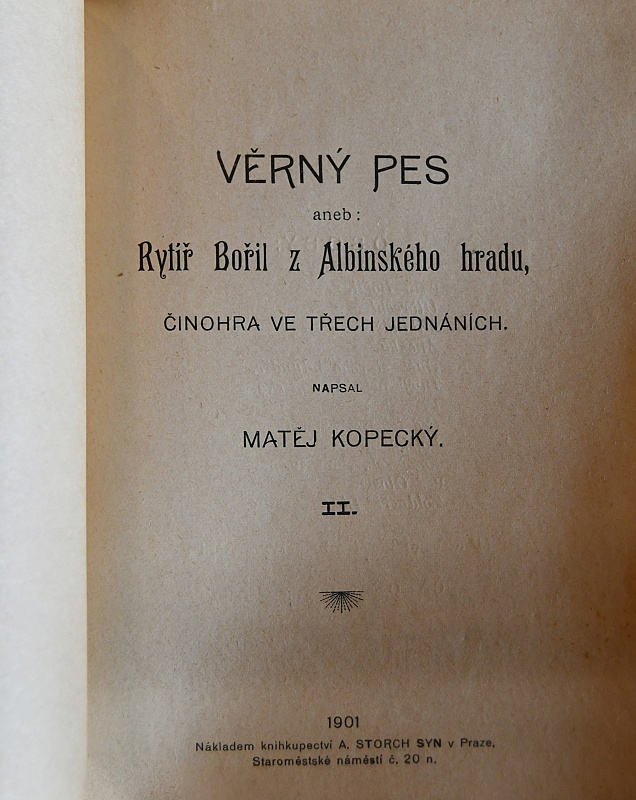 VĚRNÝ PES
aneb:
Rytíř Bořil z Albinského hradu,
ČINOHRA VE TŘECH JEDNÁNÍCH.
NAPSAL
MATĚJ KOPECKÝ.
II.
1901
Nákladem knihkupectví A. STORCH SYN v Praze,
Staroměstské náměstí č. 20 n.